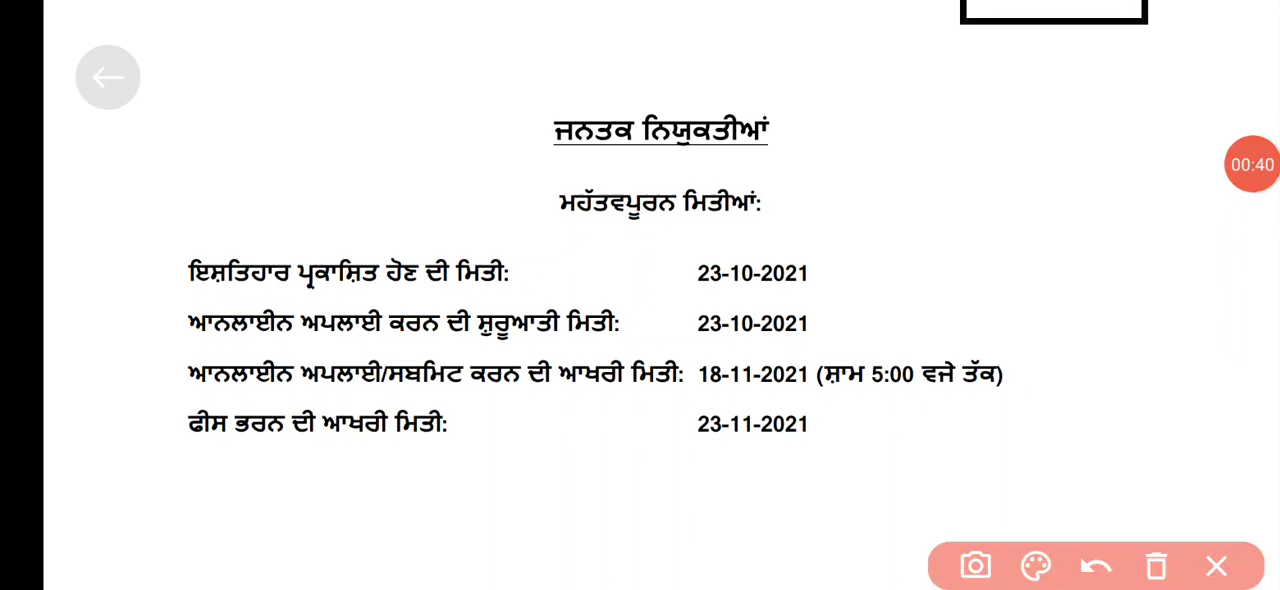 ਜਨਤਕ ਨਿਯੁਕਤੀਆਂ
00:40
ਮਹੱਤਵਪੂਰਨ ਮਿਤੀਆਂ:
ਇਸ਼ਤਿਹਾਰ ਪ੍ਰਕਾਸ਼ਿਤ ਹੋਣ ਦੀ ਮਿਤੀ: 23-10-2021
ਆਨਲਾਈਨ ਅਪਲਾਈ ਕਰਨ ਦੀ ਸ਼ੁਰੂਆਤੀ ਮਿਤੀ: 23-10-2021
ਆਨਲਾਈਨ ਅਪਲਾਈ/ਸਬਮਿਟ ਕਰਨ ਦੀ ਆਖਰੀ ਮਿਤੀ: 18-11-2021 (ਸ਼ਾਮ 5:00 ਵਜੇ ਤੱਕ)
ਫੀਸ ਭਰਨ ਦੀ ਆਖਰੀ ਮਿਤੀ: 23-11-2021